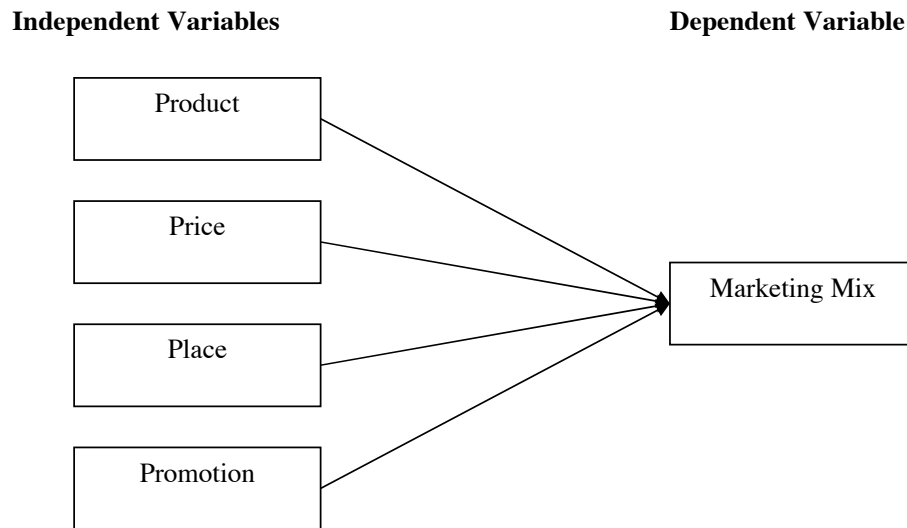 Independent Variables
Dependent Variable
Product
Price
Marketing Mix
Place
Promotion